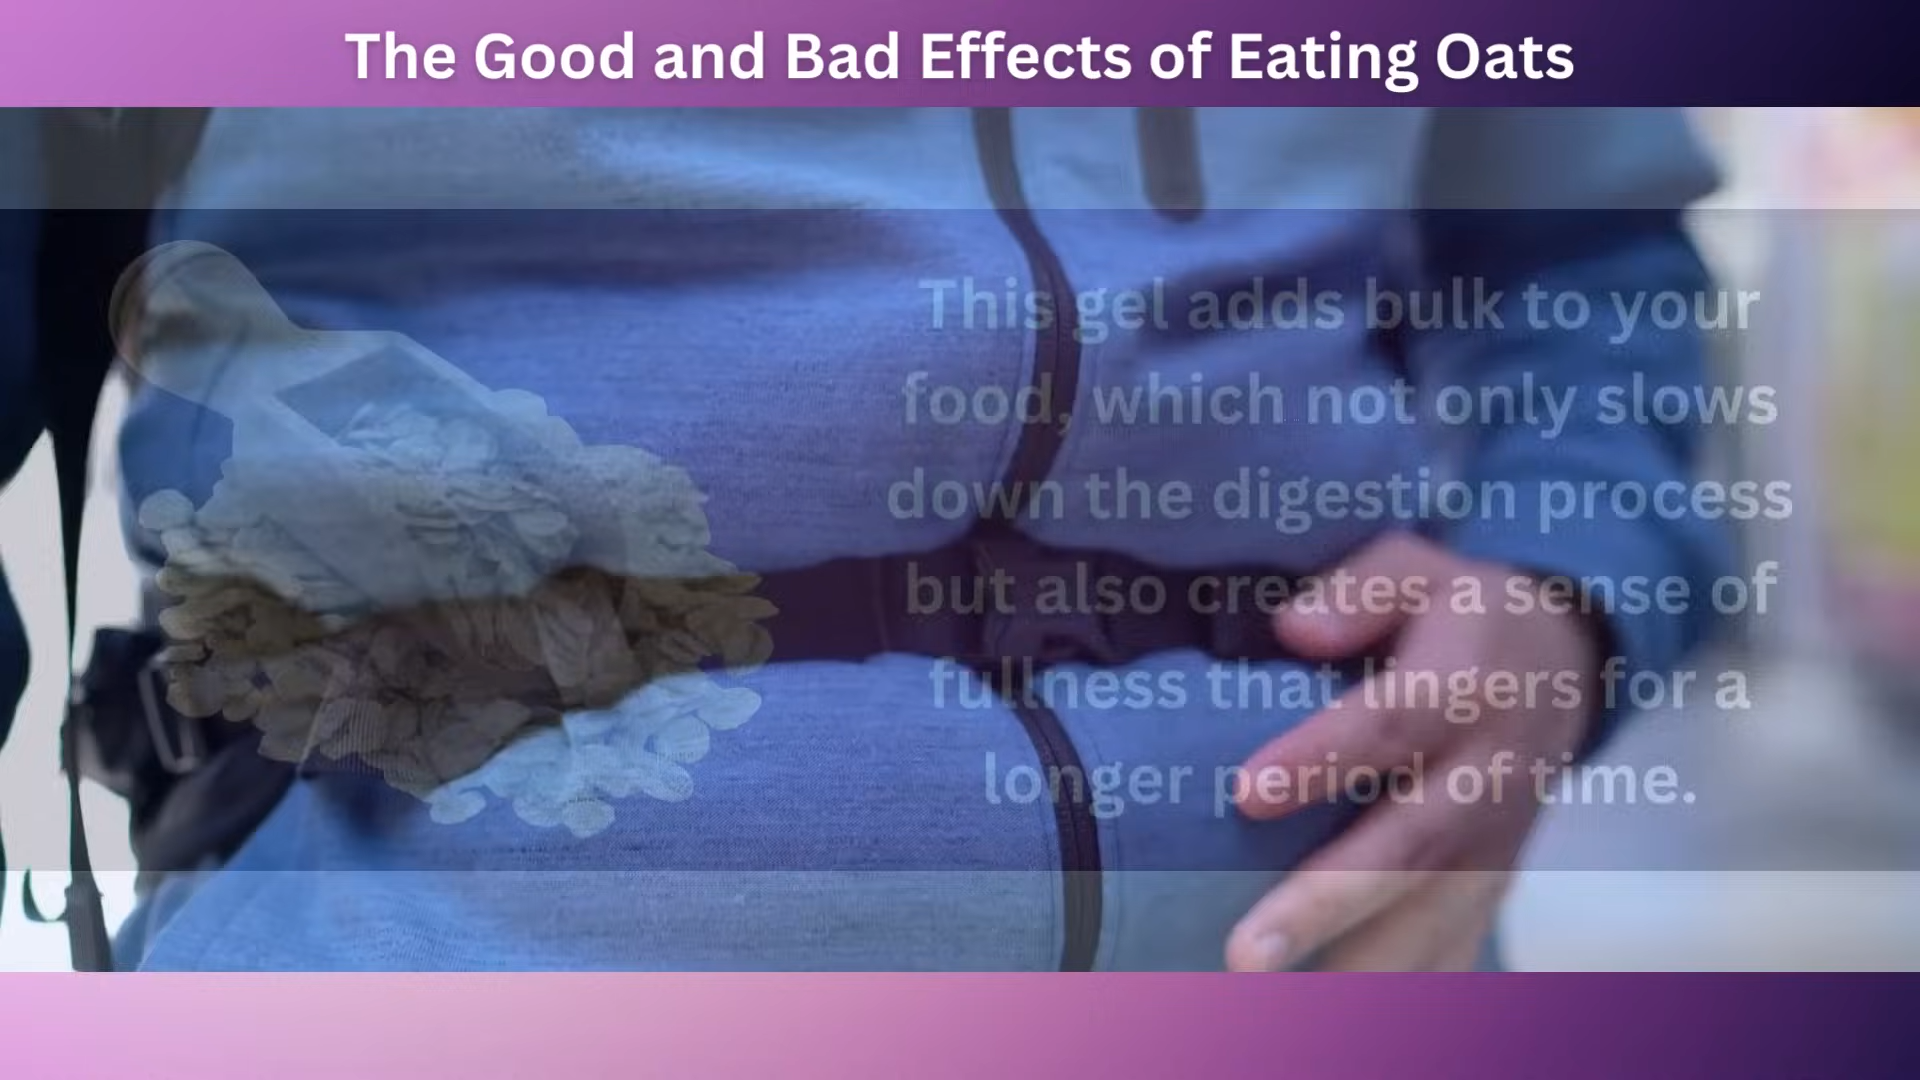 The Good and Bad Effects of Eating Oats
This gel adds bulk to your
food, which not only slows
down the digestion process
but also creates a sense of
fullness that lingers for a
longer period of time.